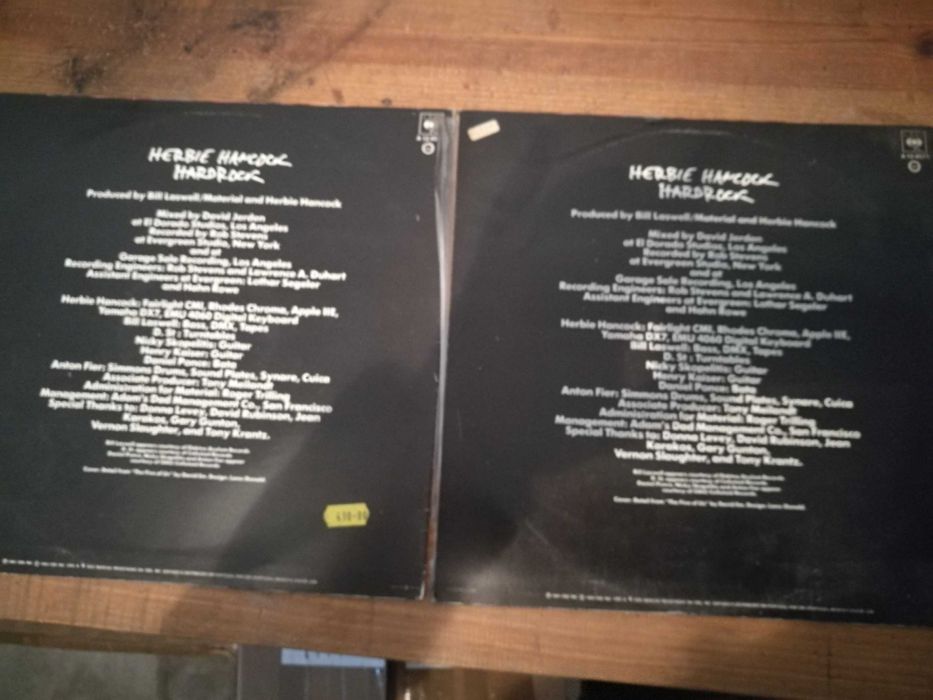 HERBIE HANCOCK
HARDROCK
Produced by Bill Laswell/Material and Herbie Hancock
Mixed by David Jerden
at El Dorado Studios, Los Angeles
Recorded by Rob Stevens
at Evergreen Studio, New York
and at
Garage Sale Recording, Los Angeles
Recording Engineers: Rob Stevens and Lawrence A. Duhart
Assistant Engineers at Evergreen: Lothar Segeler
and Hahn Rowe
Herbie Hancock: Fairlight CMI, Rhodes Chroma, Apple IIE,
Yamaha DX7, EMU 4060 Digital Keyboard
Bill Laswell: Bass, DMX, Tapes
D. St : Turntables
Nicky Skopelitis: Guitar
Henry Kaiser: Guitar
Daniel Ponce: Bata
Anton Fier: Simmons Drums, Sound Plates, Synare, Cuica
Associate Producer: Tony Meilandt
Administration for Material: Roger Trilling
Management: Adam's Dad Management Co., San Francisco
Special Thanks to: Donna Levey, David Rubinson, Jean
Karakos, Gary Gunton,
Vernon Slaughter, and Tony Krantz.
HERBIE HANCOCK
HARDROCK
Produced by Bill Laswell/Material and Herbie Hancock
Mixed by David Jerden
at El Dorado Studios, Los Angeles
Recorded by Rob Stevens
at Evergreen Studio, New York
and at
Garage Sale Recording, Los Angeles
Recording Engineers: Rob Stevens and Lawrence A. Duhart
Assistant Engineers at Evergreen: Lothar Segeler
and Hahn Rowe
Herbie Hancock: Fairlight CMI, Rhodes Chroma, Apple IIE,
Yamaha DX7, EMU 4060 Digital Keyboard
Bill Laswell: Bass, DMX, Tapes
D. St : Turntables
Nicky Skopelitis: Guitar
Henry Kaiser: Guitar
Daniel Ponce: Bata
Anton Fier: Simmons Drums, Sound Plates, Synare, Cuica
Associate Producer: Tony Meilandt
Administration for Material: Roger Trilling
Management: Adam's Dad Management Co., San Francisco
Special Thanks to: Donna Levey, David Rubinson, Jean
Karakos, Gary Gunton,
Vernon Slaughter, and Tony Krantz.